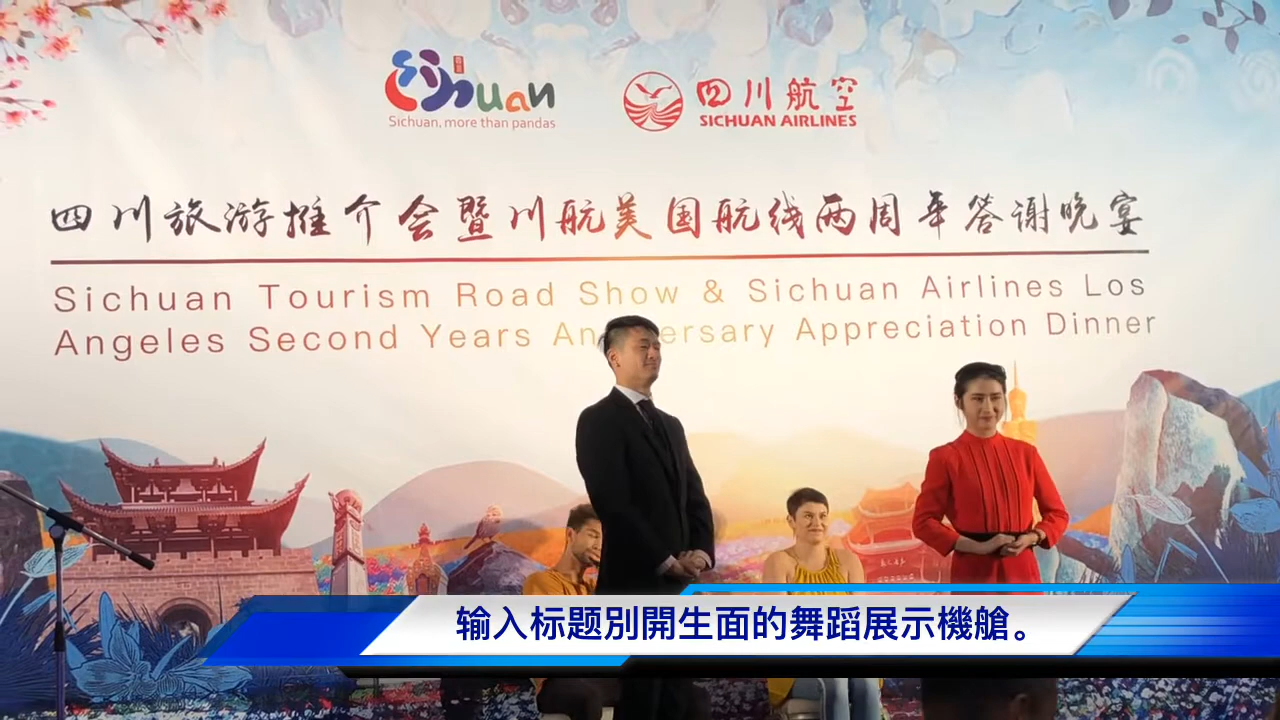 Sichuan
Sichuan, more than pandas
四川航空
SICHUAN AIRLINES
四川旅游推介会暨川航美国航线两周年答谢晚宴
Sichuan Tourism Road Show & Sichuan Airlines Los
Angeles Second Years Anniversary Appreciation Dinner
输入标题別開生面的舞蹈展示機艙。